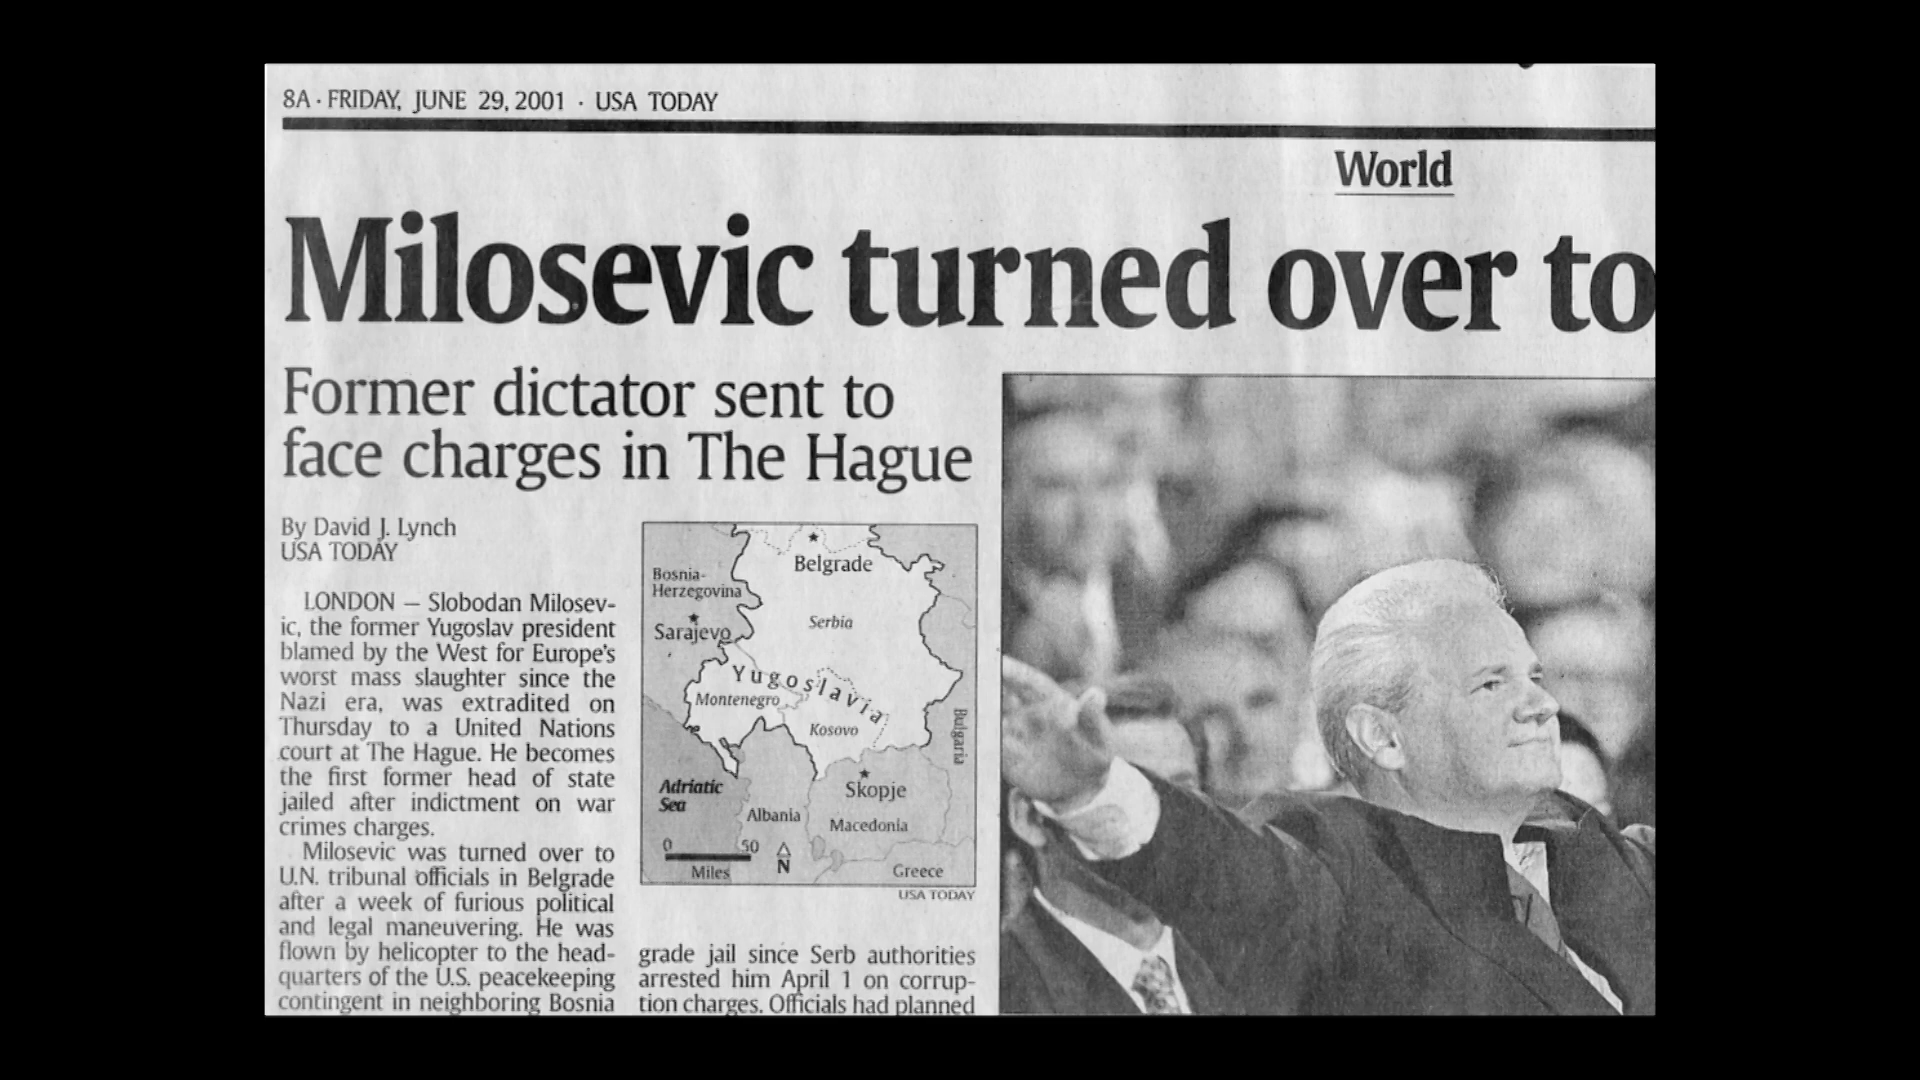 8A · FRIDAY, JUNE 29, 2001 · USA TODAY
World
Milosevic turned over to
Former dictator sent to
face charges in The Hague
By David J. Lynch
USA TODAY
LONDON — Slobodan Milosev-
ic, the former Yugoslav president
blamed by the West for Europe's
worst mass slaughter since the
Nazi era, was extradited on
Thursday to a United Nations
court at The Hague. He becomes
the first former head of state
jailed after indictment on war
crimes charges.
Milosevic was turned over to
U.N. tribunal officials in Belgrade
after a week of furious political
and legal maneuvering. He was
flown by helicopter to the head-
quarters of the U.S. peacekeeping
contingent in neighboring Bosnia
Belgrade
Bosnia-
Herzegovina
Serbia
Sarajevo
Yugoslavia
Montenegro
Kosovo
Bulgaria
Adriatic
Sea
Skopje
Albania
Macedonia
0 50
Miles
N
Greece
USA TODAY
grade jail since Serb authorities
arrested him April 1 on corrup-
tion charges. Officials had planned